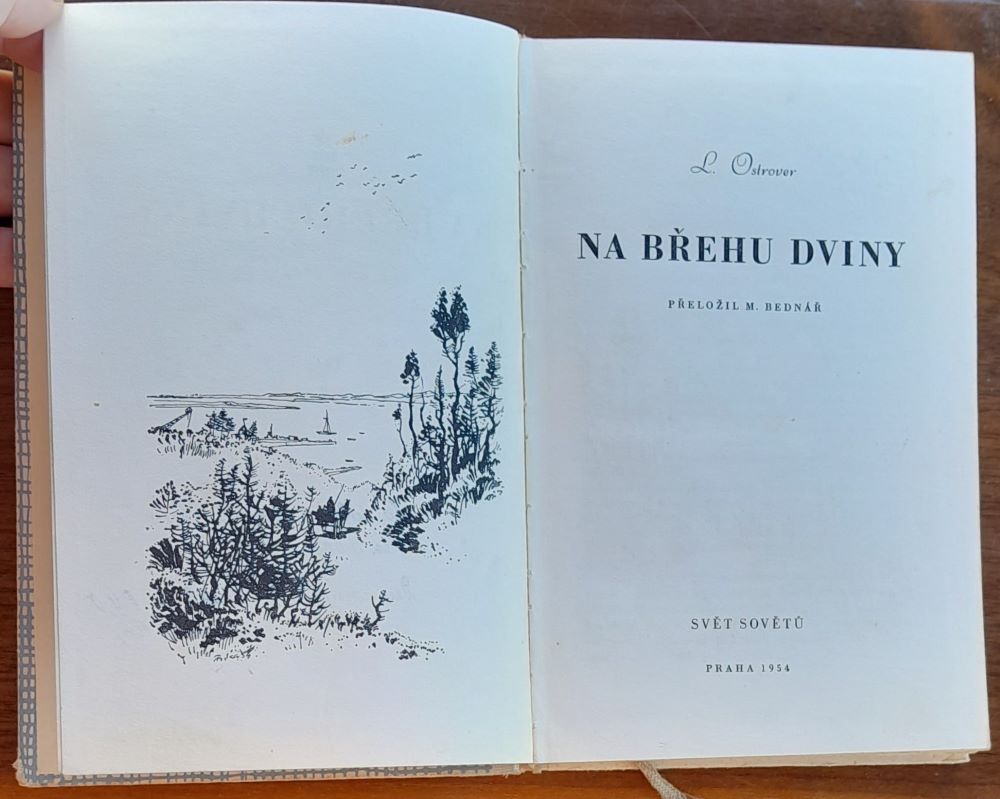 L. Ostrover
NA BŘEHU DVINY
PŘELOŽIL M. BEDNÁŘ
SVĚT SOVĚTŮ
PRAHA 1954